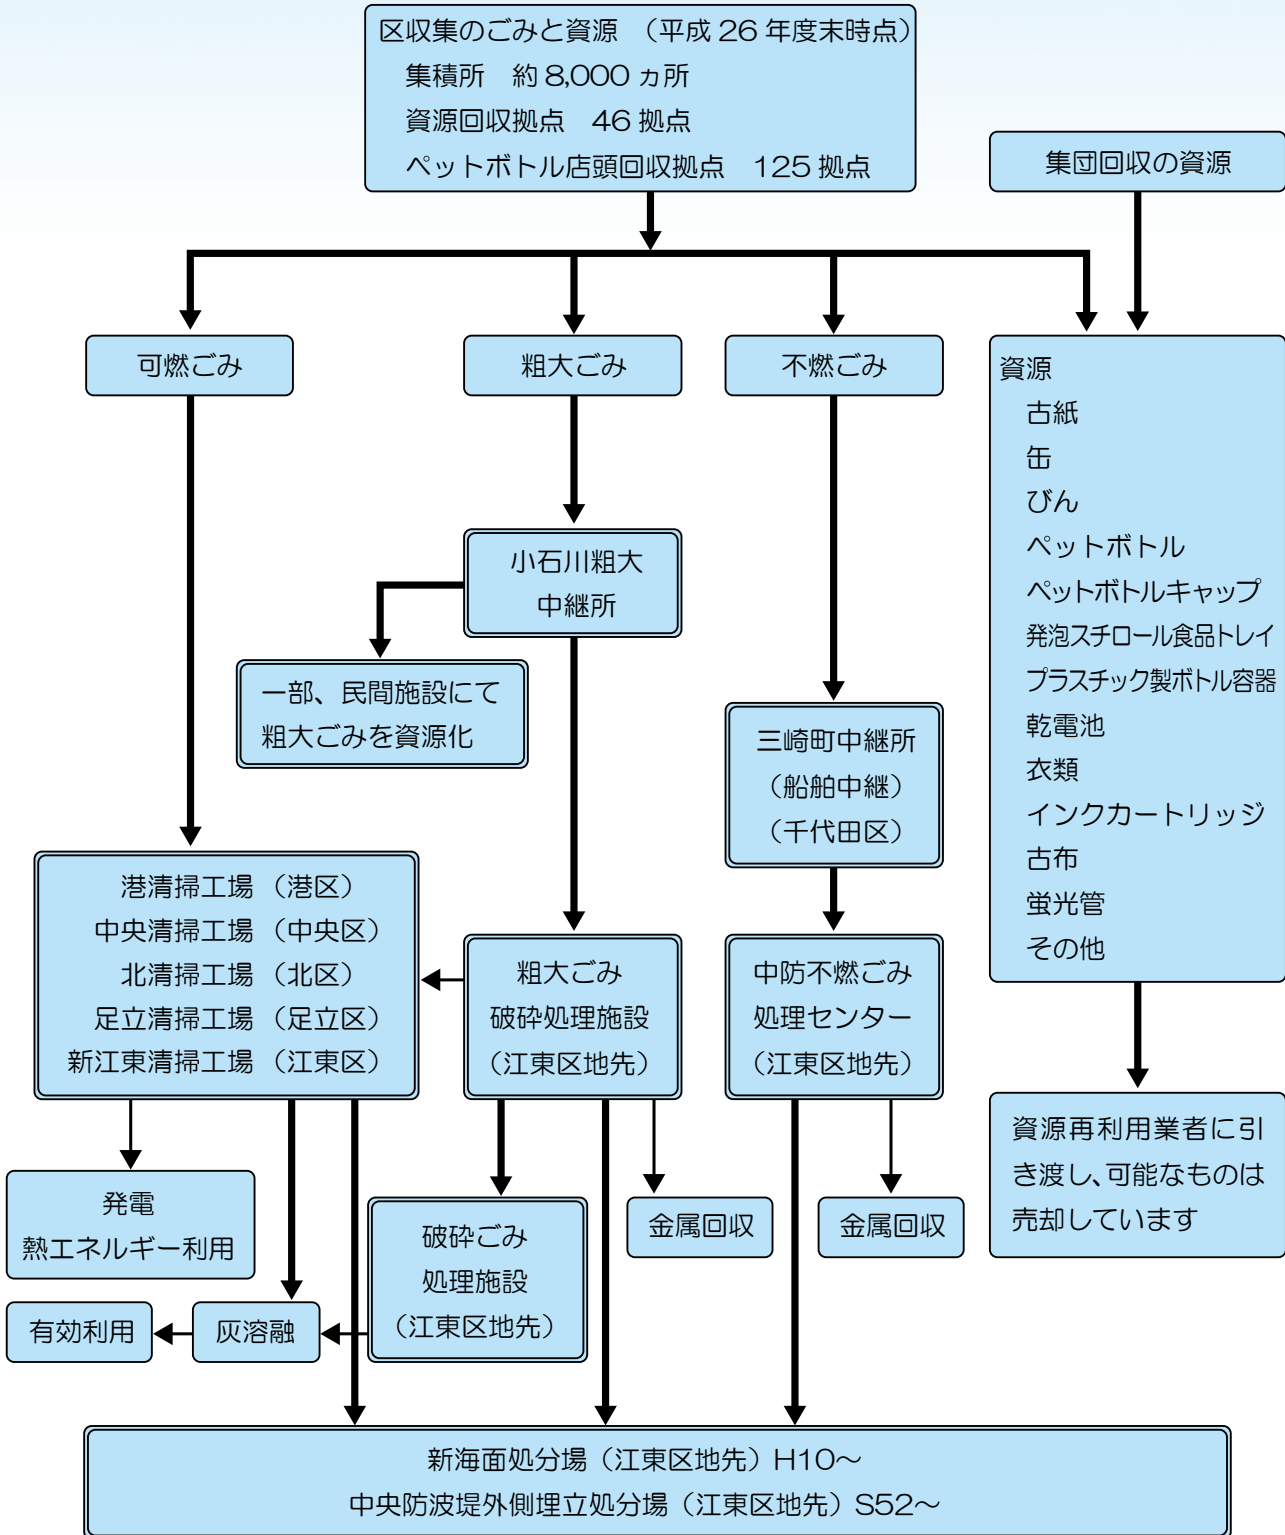 区収集のごみと資源 （平成 26 年度末時点）
集積所 約 8,000 ヵ所
資源回収拠点 46 拠点
ペットボトル店頭回収拠点 125 拠点
集団回収の資源
可燃ごみ
粗大ごみ
不燃ごみ
資源
古紙
缶
びん
ペットボトル
ペットボトルキャップ
発泡スチロール食品トレイ
プラスチック製ボトル容器
乾電池
衣類
インクカートリッジ
古布
蛍光管
その他
小石川粗大
中継所
一部、民間施設にて
粗大ごみを資源化
三崎町中継所
（船舶中継）
（千代田区）
港清掃工場 （港区）
中央清掃工場 （中央区）
北清掃工場 （北区）
足立清掃工場 （足立区）
新江東清掃工場 （江東区）
粗大ごみ
破砕処理施設
（江東区地先）
中防不燃ごみ
処理センター
（江東区地先）
資源再利用業者に引
き渡し、可能なものは
売却しています
発電
熱エネルギー利用
破砕ごみ
処理施設
（江東区地先）
金属回収
金属回収
有効利用
灰溶融
新海面処分場（江東区地先）H10～
中央防波堤外側埋立処分場（江東区地先）S52～